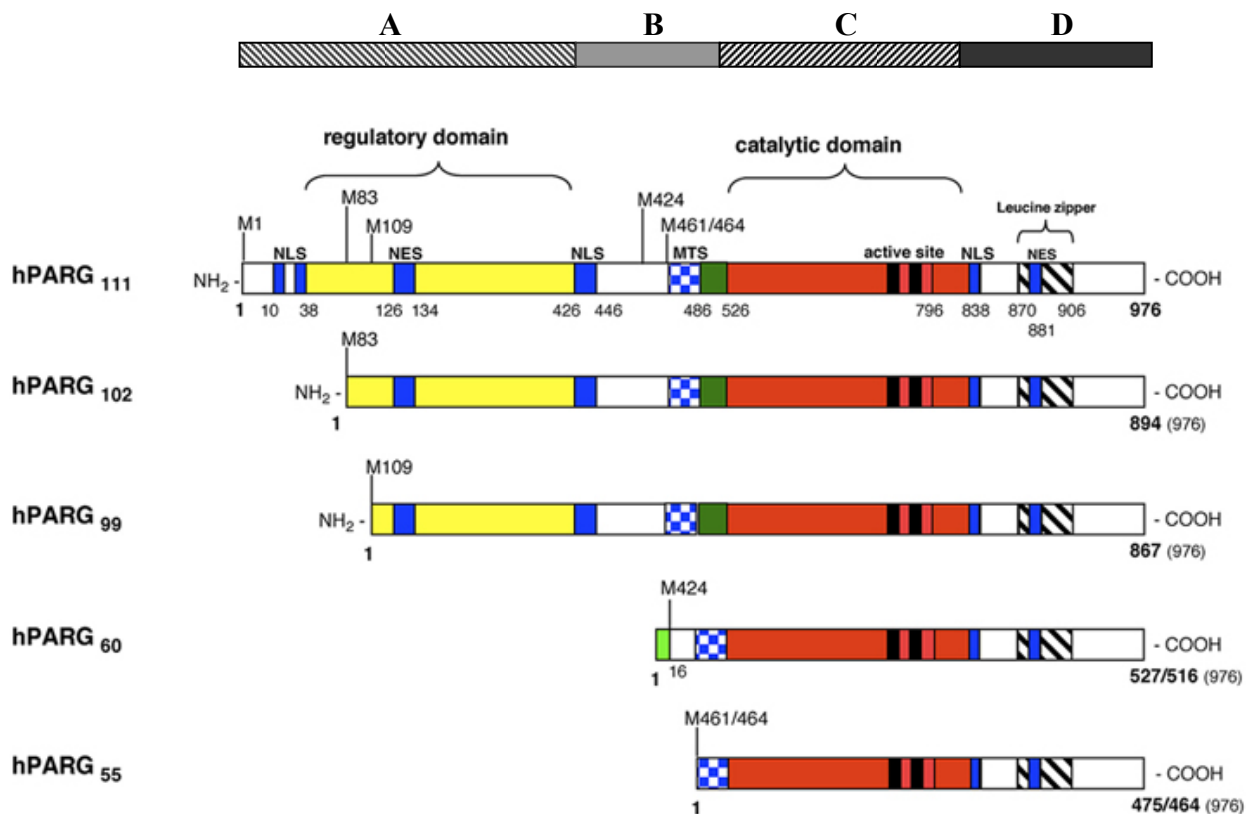 A B C D
regulatory domain
catalytic domain
M83
M424
M1
M109
M461/464
Leucine zipper
NLS NES NLS MTS active site NLS NES
hPARG 111
NH2 -
- COOH
1 10 38 126 134 426 446 486 526 796 838 870 906 976
881
M83
hPARG 102
NH2 -
- COOH
1
894 (976)
M109
hPARG 99
NH2 -
- COOH
1
867 (976)
M424
hPARG 60
- COOH
1 16
527/516 (976)
M461/464
hPARG 55
- COOH
1
475/464 (976)